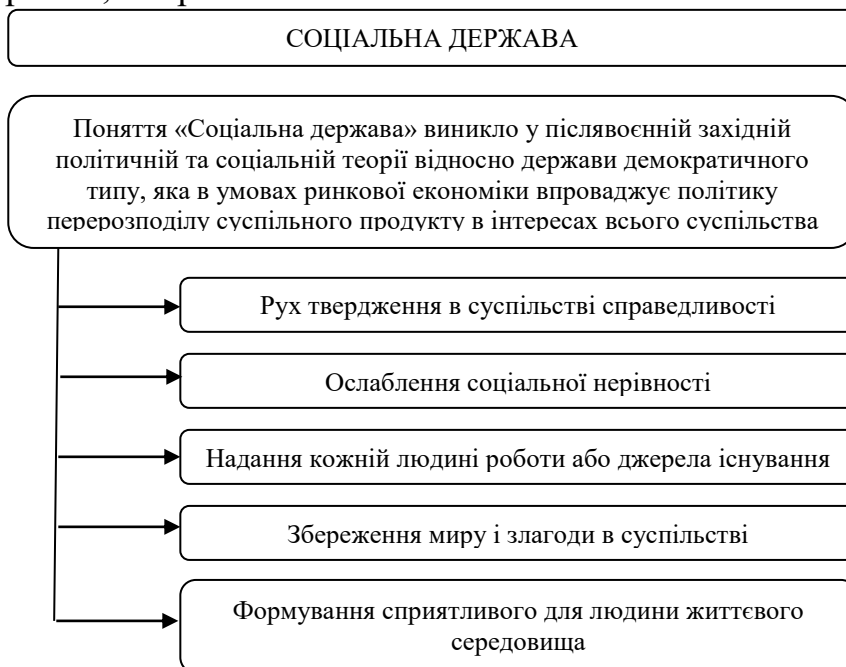 СОЦІАЛЬНА ДЕРЖАВА
Поняття «Соціальна держава» виникло у післявоєнній західній
політичній та соціальній теорії відносно держави демократичного
типу, яка в умовах ринкової економіки впроваджує політику
перерозподілу суспільного продукту в інтересах всього суспільства
Рух твердження в суспільстві справедливості
Ослаблення соціальної нерівності
Надання кожній людині роботи або джерела існування
Збереження миру і злагоди в суспільстві
Формування сприятливого для людини життєвого
середовища